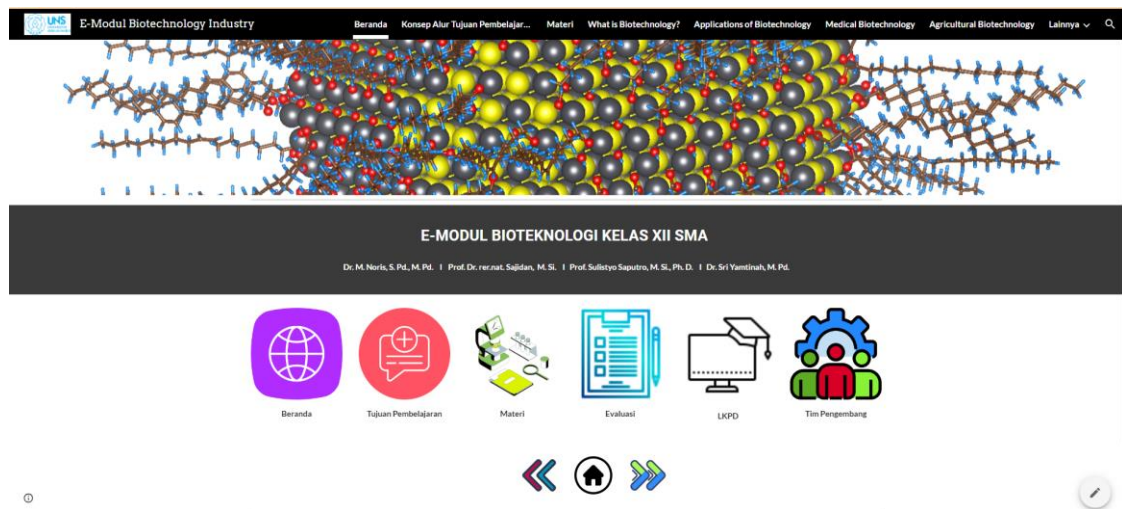 UNS
E-Modul Biotechnology Industry
Beranda
Konsep Alur Tujuan Pembelajar...
Materi
What is Biotechnology?
Applications of Biotechnology
Medical Biotechnology
Agricultural Biotechnology
Lainnya
E-MODUL BIOTEKNOLOGI KELAS XII SMA
Dr. M. Noris, S. Pd., M. Pd. I Prof. Dr. rer.nat. Sajidan, M. Si. I Prof. Sulistyo Saputro, M. Si., Ph. D. I Dr. Sri Yamtinah, M. Pd.
Beranda
Tujuan Pembelajaran
Materi
Evaluasi
LKPD
Tim Pengembang